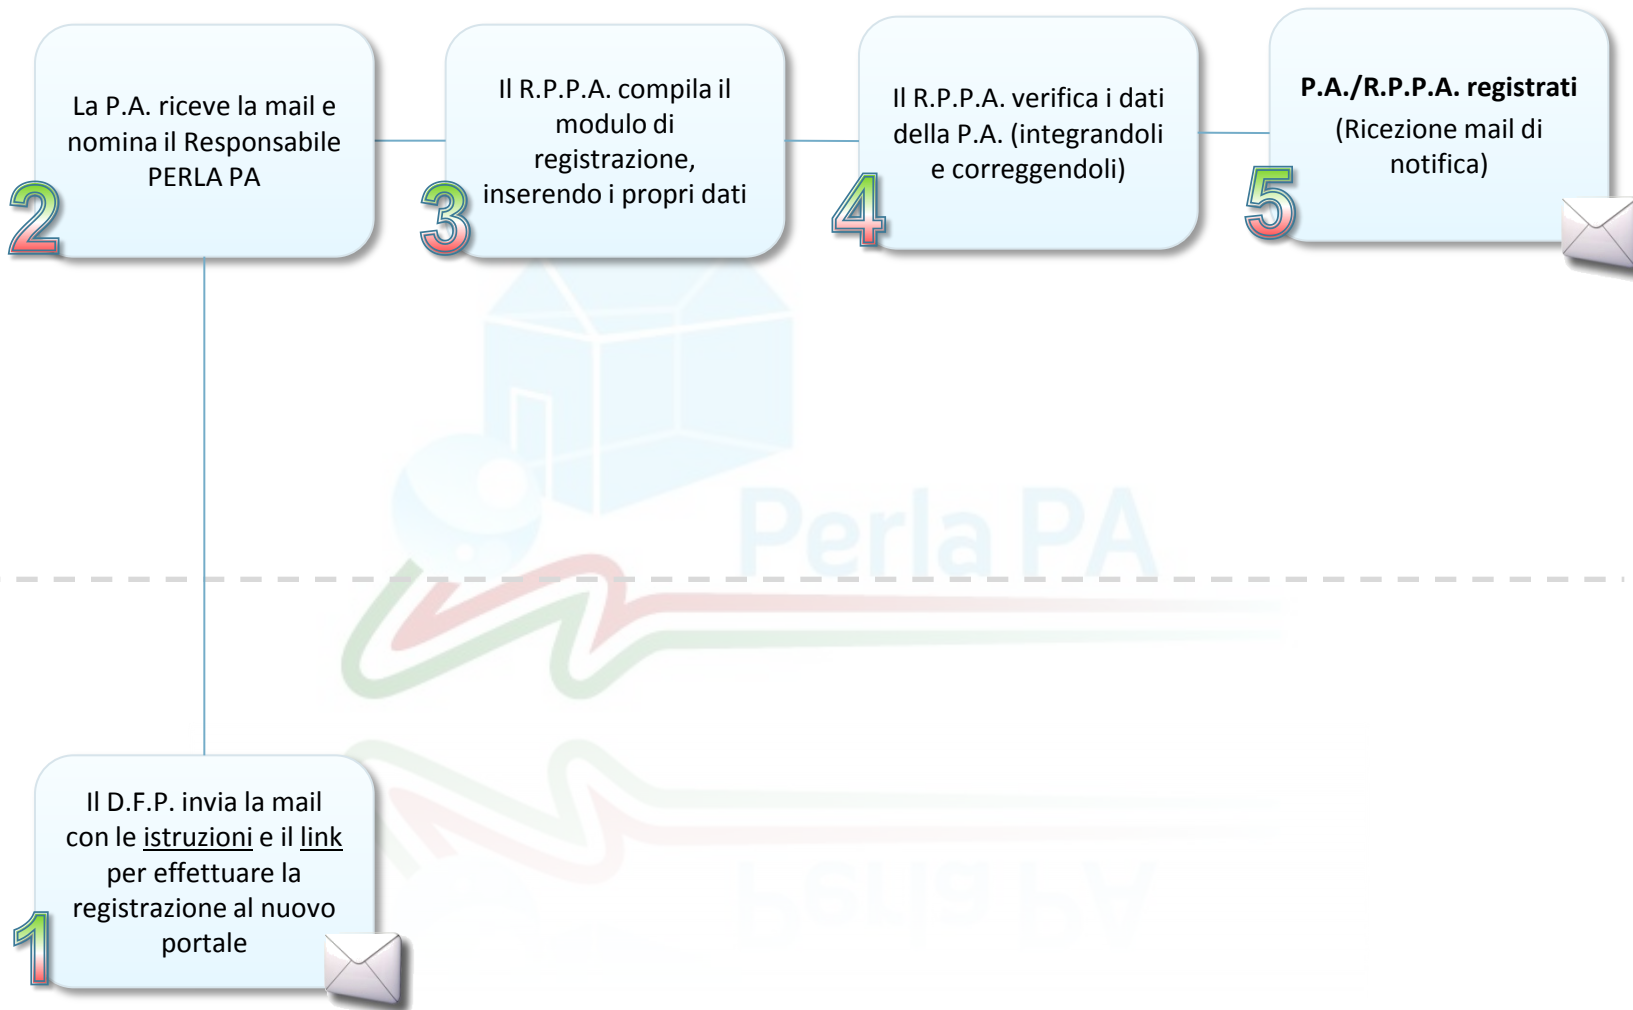 La P.A. riceve la mail e
nomina il Responsabile
PERLA PA
2
Il R.P.P.A. compila il
modulo di
registrazione,
inserendo i propri dati
3
Il R.P.P.A. verifica i dati
della P.A. (integrandoli
e correggendoli)
4
P.A./R.P.P.A. registrati
(Ricezione mail di
notifica)
5
Perla PA
Il D.F.P. invia la mail
con le istruzioni e il link
per effettuare la
registrazione al nuovo
portale
1
Perla PA